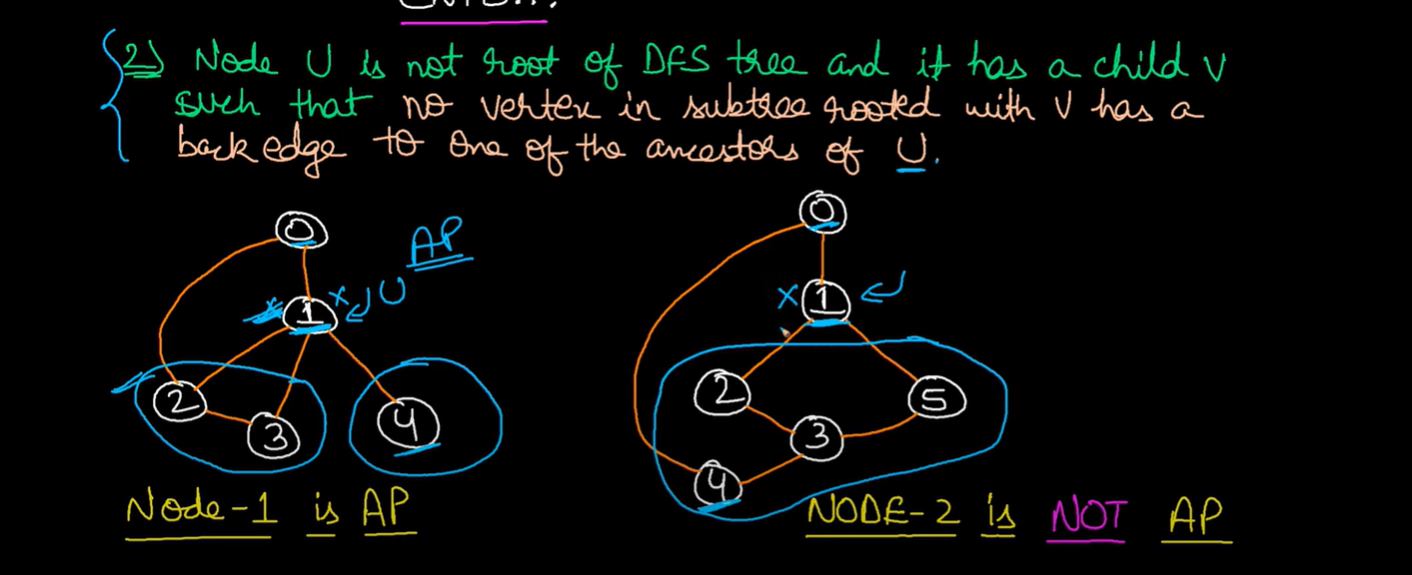 2) Node U is not root of DFS tree and it has a child V
such that no vertex in subtree rooted with V has a
back edge to one of the ancestors of U.
0
0
AP
1
U
1
2
3
4
2
5
3
4
Node-1 is AP
NODE-2 is NOT AP